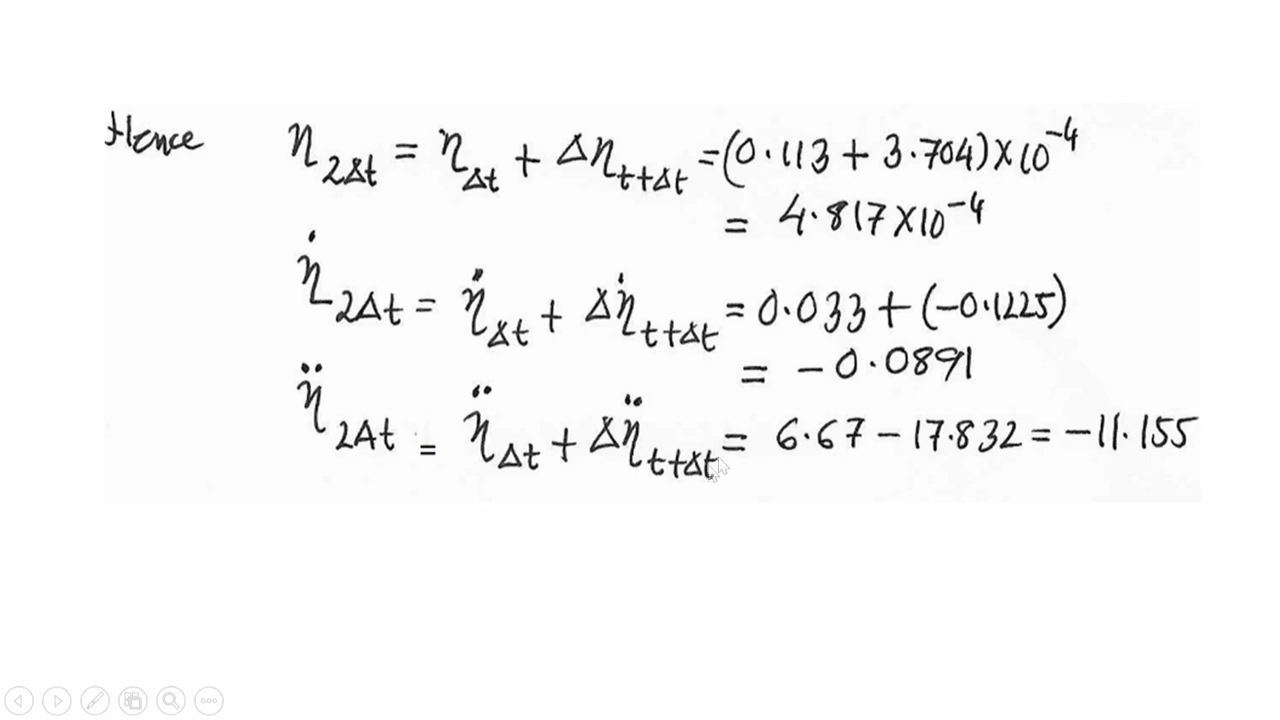 Hence η_{2Δt} = η_{Δt} + Δη_{t+Δt} = (0.113 + 3.704) × 10^{-4}
= 4.817 × 10^{-4}
η̇_{2Δt} = η̇_{Δt} + Δη̇_{t+Δt} = 0.033 + (-0.1225)
= -0.0891
η̈_{2Δt} = η̈_{Δt} + Δη̈_{t+Δt} = 6.67 - 17.832 = -11.155